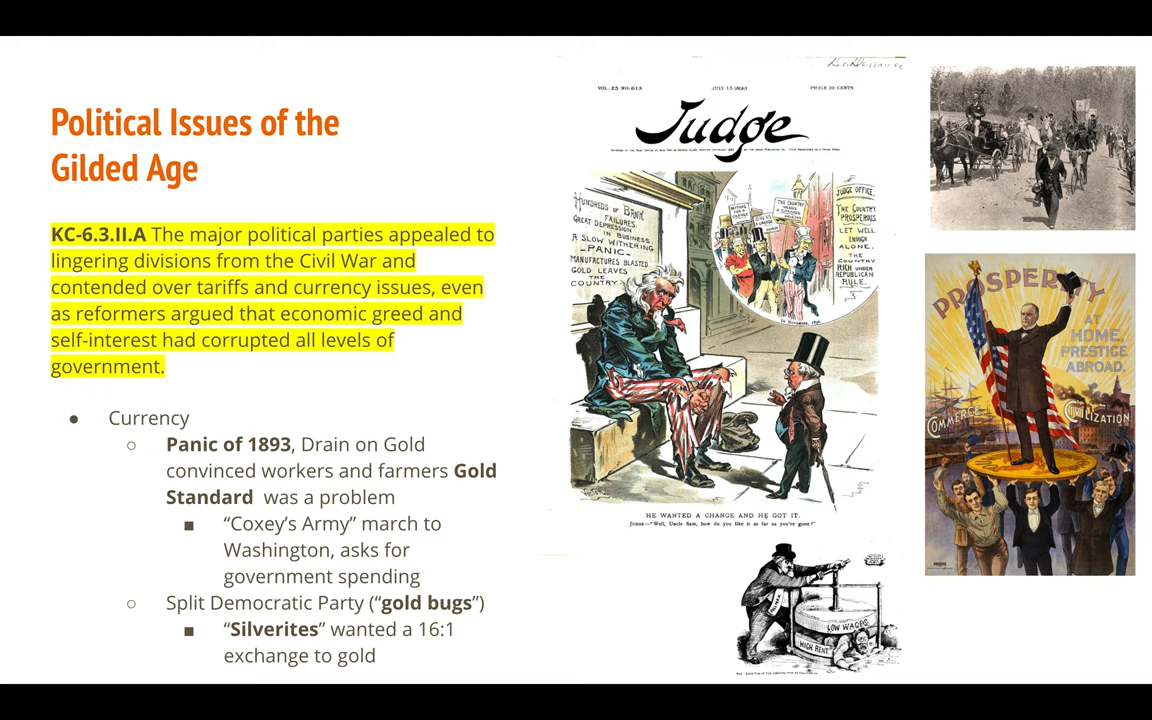 Political Issues of the
Gilded Age
KC-6.3.II.A The major political parties appealed to
lingering divisions from the Civil War and
contended over tariffs and currency issues, even
as reformers argued that economic greed and
self-interest had corrupted all levels of
government.
● Currency
○ Panic of 1893, Drain on Gold
convinced workers and farmers Gold
Standard was a problem
■ “Coxey’s Army” march to
Washington, asks for
government spending
○ Split Democratic Party (“gold bugs”)
■ “Silverites” wanted a 16:1
exchange to gold
VOL. 25 NO. 613 JULY 15 1893 PRICE 10 CENTS
Judge
HUNDREDS OF BANK
FAILURES.
GREAT DEPRESSION
IN BUSINESS.
A SLOW WITHERING
-PANIC-
MANUFACTURES BLASTED.
GOLD LEAVES
THE
COUNTRY.
THE COUNTRY
NEEDS
A CHANGE
JUDGE OFFICE.
THE COUNTRY
PROSPEROUS
LET WELL
ENOUGH
ALONE.
THE
COUNTRY
RICH UNDER
REPUBLICAN
RULE.
HE WANTED A CHANGE AND HE GOT IT.
JUDGE—"Well, Uncle Sam, how do you like it as far as you've gone?"
LOW WAGES
HIGH RENT
PROSPERITY
AT
HOME,
PRESTIGE
ABROAD.
COMMERCE
CIVILIZATION